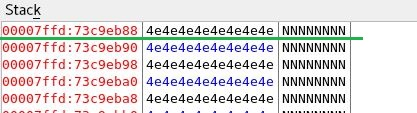 Stack
00007ffd:73c9eb88 4e4e4e4e4e4e4e4e NNNNNNNN
00007ffd:73c9eb90 4e4e4e4e4e4e4e4e NNNNNNNN
00007ffd:73c9eb98 4e4e4e4e4e4e4e4e NNNNNNNN
00007ffd:73c9eba0 4e4e4e4e4e4e4e4e NNNNNNNN
00007ffd:73c9eba8 4e4e4e4e4e4e4e4e NNNNNNNN